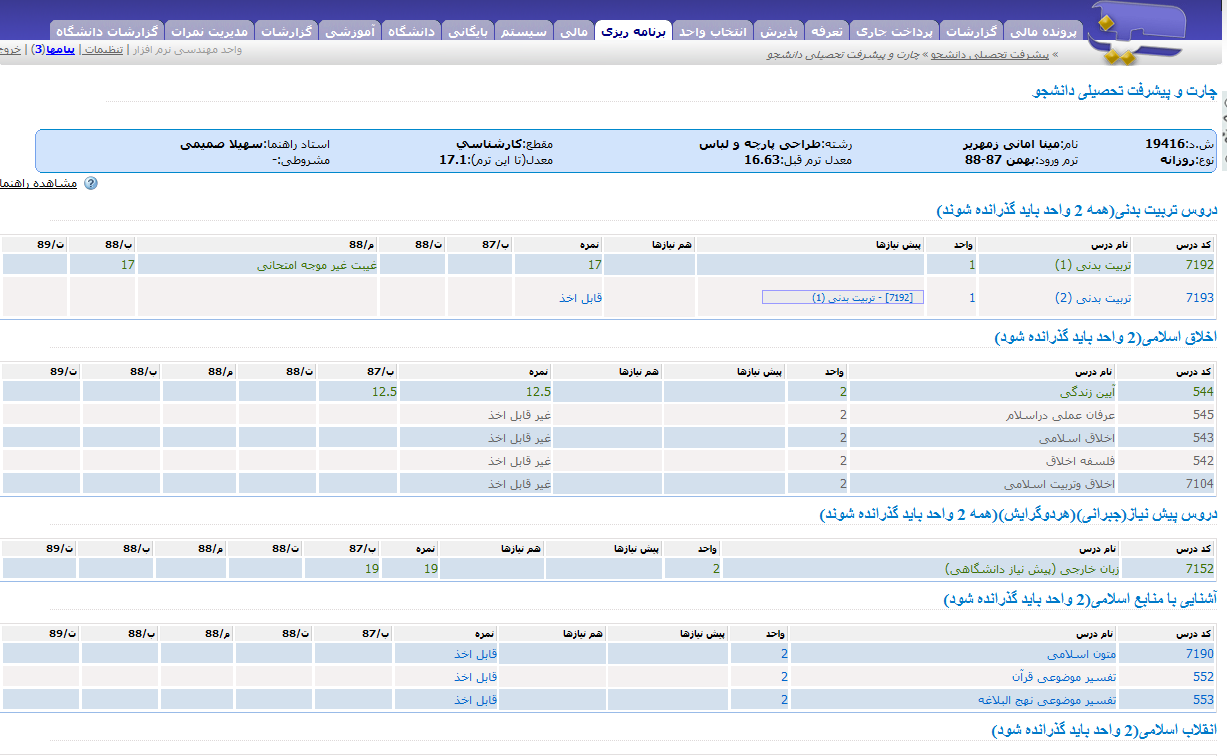 پرونده مالی گزارشات پرداخت جاری تعرفه پذیرش انتخاب واحد برنامه ریزی مالی سیستم بایگانی دانشگاه آموزشی گزارشات مدیریت نمرات گزارشات دانشگاه
» پیشرفت تحصیلی دانشجو » چارت و پیشرفت تحصیلی دانشجو
واحد مهندسی نرم افزار | تنظیمات | پیامها(3) | خروج
چارت و پیشرفت تحصیلی دانشجو
ش.د:19416 نام:مینا امانی زمهریر رشته:طراحی پارچه و لباس مقطع:کارشناسي استاد راهنما:سهیلا صمیمی
نوع:روزانه ترم ورود:بهمن 87-88 معدل ترم قبل:16.63 معدل(تا این ترم):17.1 مشروطی:-
مشاهده راهنما
دروس تربیت بدنی(همه 2 واحد باید گذرانده شوند)
کد درس نام درس واحد پیش نیازها هم نیازها نمره ب/87 ت/88 م/88 ب/88 ت/89
7192 تربیت بدنی (1) 1 17 غیبت غیر موجه امتحانی 17
7193 تربیت بدنی (2) 1 [7192] - تربیت بدنی (1) قابل اخذ
اخلاق اسلامی(2 واحد باید گذرانده شود)
کد درس نام درس واحد پیش نیازها هم نیازها نمره ب/87 ت/88 م/88 ب/88 ت/89
544 آیین زندگی 2 12.5 12.5
545 عرفان عملی دراسلام 2 غیر قابل اخذ
543 اخلاق اسلامی 2 غیر قابل اخذ
542 فلسفه اخلاق 2 غیر قابل اخذ
7104 اخلاق وتربیت اسلامی 2 غیر قابل اخذ
دروس پیش نیاز(جبرانی)(هردوگرایش)(همه 2 واحد باید گذرانده شوند)
کد درس نام درس واحد پیش نیازها هم نیازها نمره ب/87 ت/88 م/88 ب/88 ت/89
7152 زبان خارجی (پیش نیاز دانشگاهی) 2 19 19
آشنایی با منابع اسلامی(2 واحد باید گذرانده شود)
کد درس نام درس واحد پیش نیازها هم نیازها نمره ب/87 ت/88 م/88 ب/88 ت/89
7190 متون اسلامی 2 قابل اخذ
552 تفسیر موضوعی قرآن 2 قابل اخذ
553 تفسیر موضوعی نهج البلاغه 2 قابل اخذ
انقلاب اسلامی(2 واحد باید گذرانده شود)